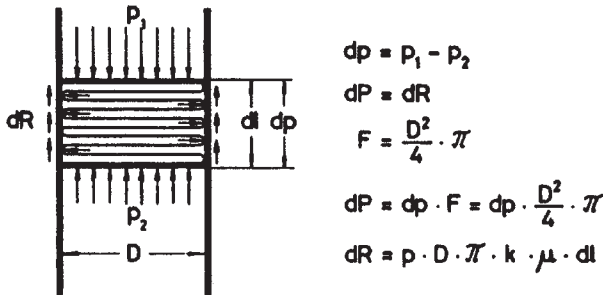 p₁
dR
dl
dp
p₂
D
dp = p₁ - p₂
dP = dR
F = D²/4 · π
dP = dp · F = dp · D²/4 · π
dR = p · D · π · k · μ · dl